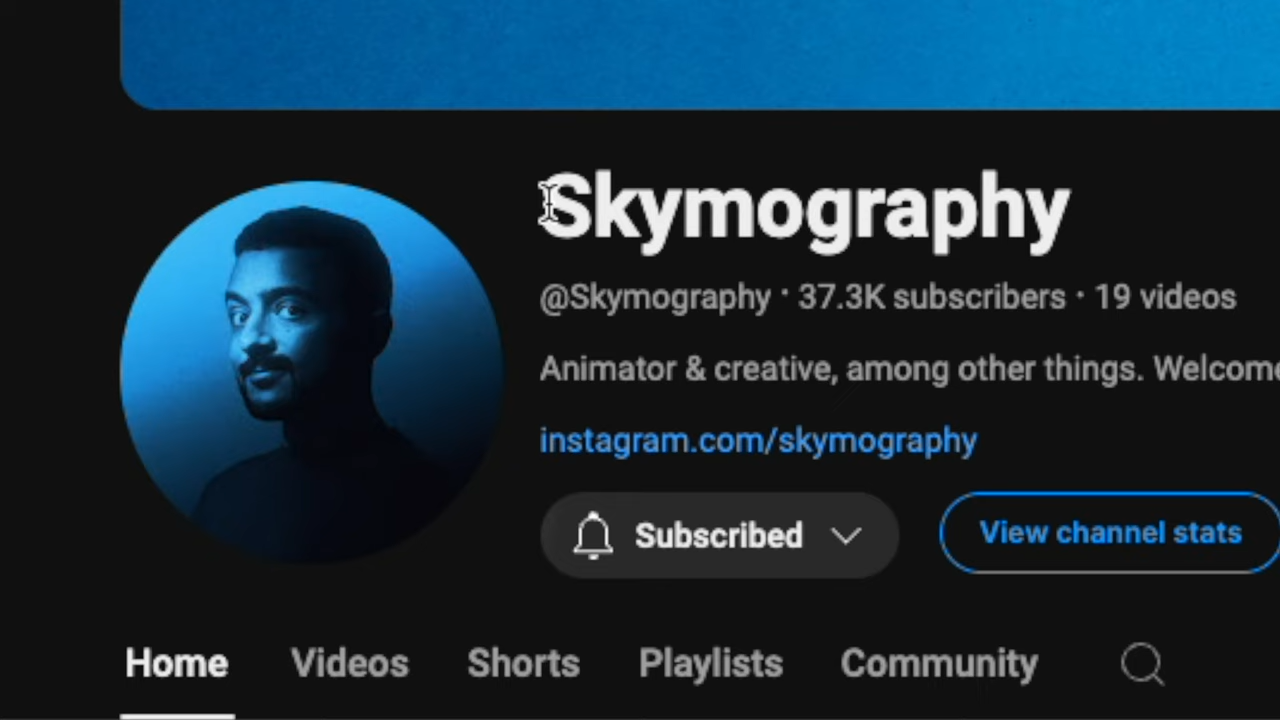 Skymography
@Skymography · 37.3K subscribers · 19 videos
Animator & creative, among other things. Welcome
instagram.com/skymography
Subscribed
View channel stats
Home Videos Shorts Playlists Community